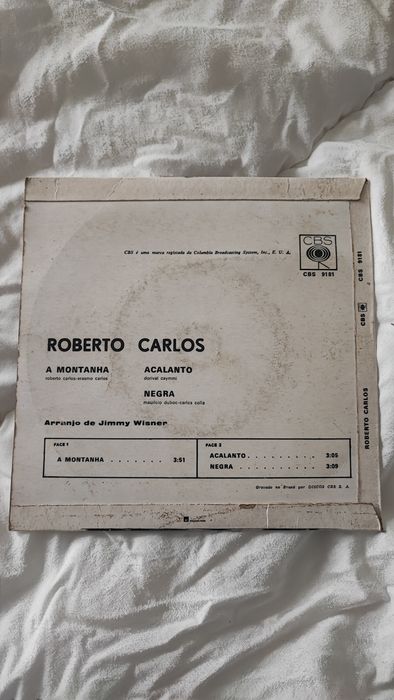 CBS é uma marca registrada da Columbia Broadcasting System, Inc., E. U. A.
CBS
CBS 9181
ROBERTO CARLOS
A MONTANHA
roberto carlos-erasmo carlos
ACALANTO
dorival caymmi
NEGRA
maurício duboc-carlos colla
Arranjo de Jimmy Wisner
FACE 1
A MONTANHA . . . . . . . . 3:51
FACE 2
ACALANTO . . . . . . . . . . 3:05
NEGRA . . . . . . . . . . . . 3:09
Gravado no Brasil por DISCOS CBS S. A.
ROBERTO CARLOS
CBS
CBS 9181